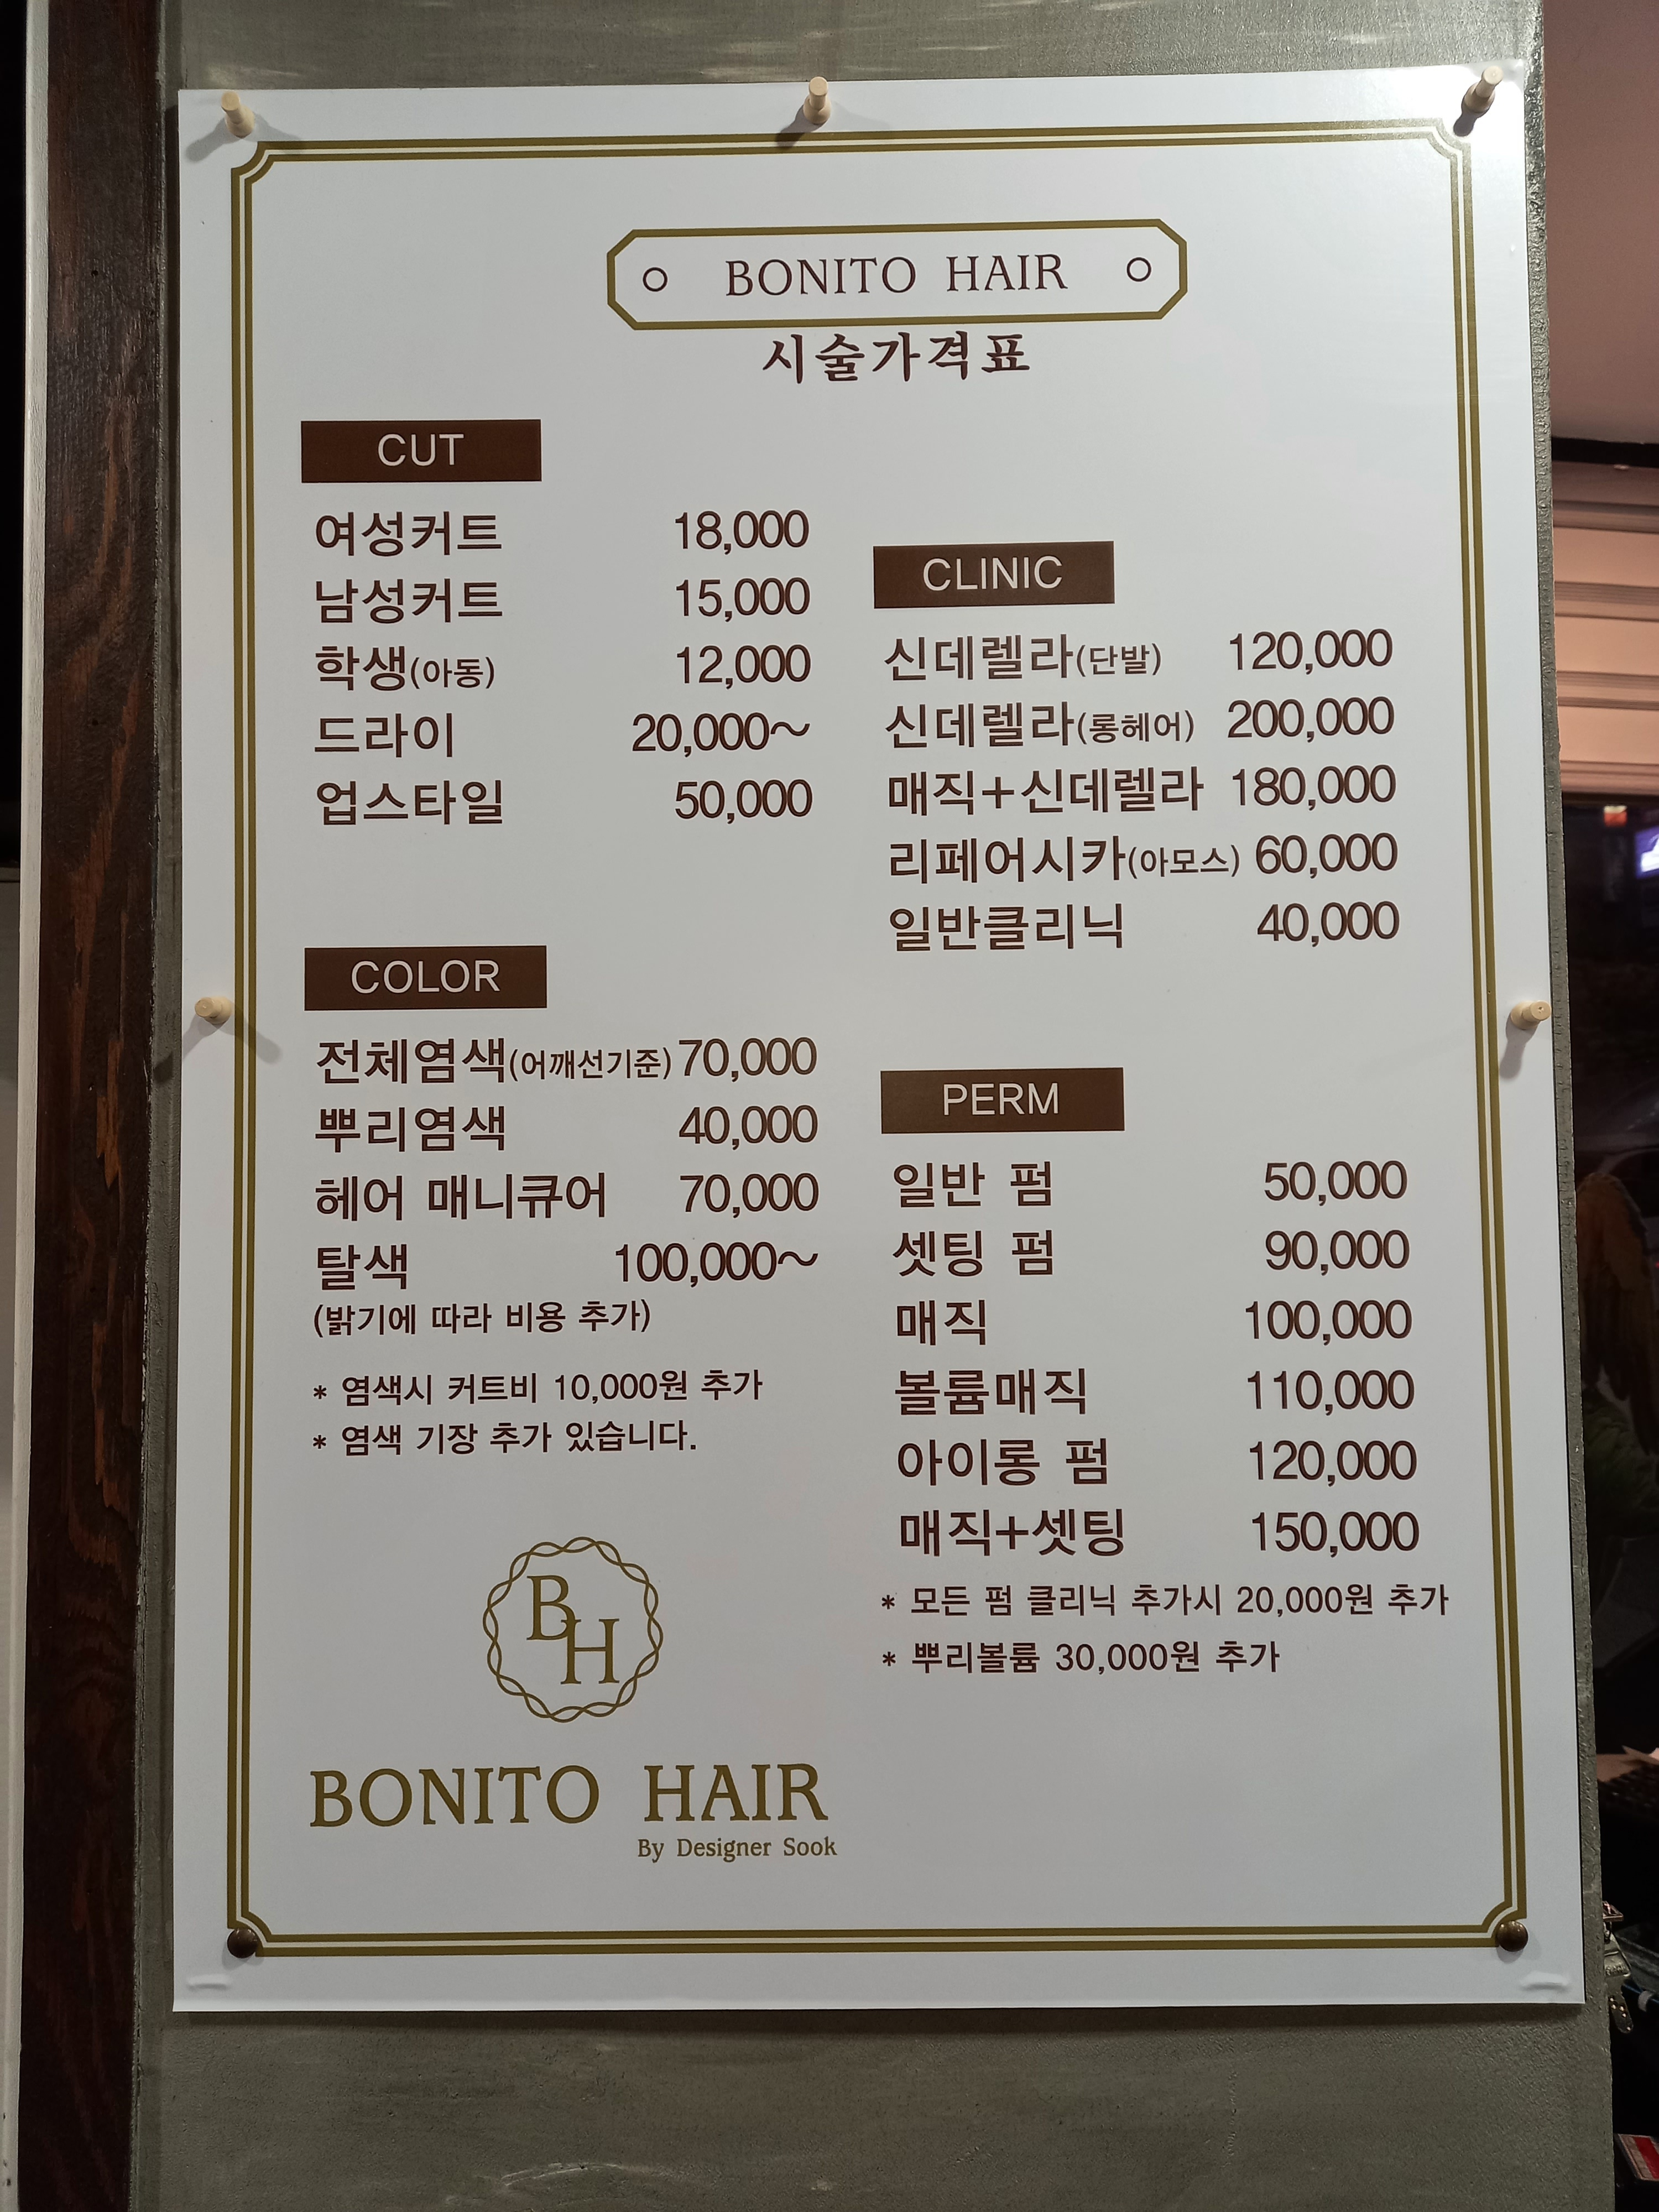 BONITO HAIR
시술가격표
CUT
여성커트 18,000
남성커트 15,000
학생(아동) 12,000
드라이 20,000~
업스타일 50,000
COLOR
전체염색(어깨선기준) 70,000
뿌리염색 40,000
헤어 매니큐어 70,000
탈색 100,000~
(밝기에 따라 비용 추가)
* 염색시 커트비 10,000원 추가
* 염색 기장 추가 있습니다.
BH
BONITO HAIR
By Designer Sook
CLINIC
신데렐라(단발) 120,000
신데렐라(롱헤어) 200,000
매직+신데렐라 180,000
리페어시카(아모스) 60,000
일반클리닉 40,000
PERM
일반 펌 50,000
셋팅 펌 90,000
매직 100,000
볼륨매직 110,000
아이롱 펌 120,000
매직+셋팅 150,000
* 모든 펌 클리닉 추가시 20,000원 추가
* 뿌리볼륨 30,000원 추가